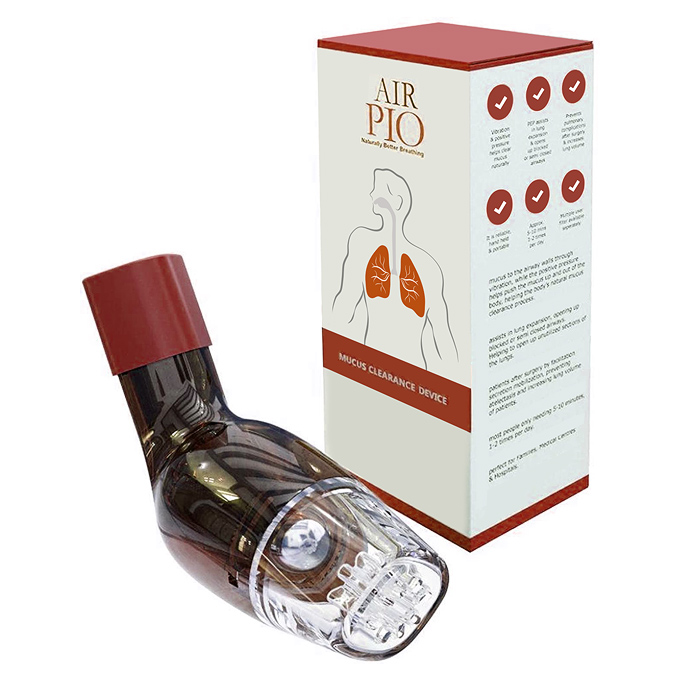 AIR
PIO
Naturally Better Breathing
MUCUS CLEARANCE DEVICE
Vibration
& positive
pressure
helps clear
mucus
naturally
PEP assists
in lung
expansion
& opens
up blocked
or semi closed
airways
Prevents
pulmonary
complications
after surgery
& increases
lung volume
It is reliable,
hand held
& portable
Approx.
5-10 mins
1-2 times
per day
Multiple user
filter available
seperately
mucus to the airway walls through
vibration, while the positive pressure
helps push the mucus up and out of the
body, helping the body's natural mucus
clearance process.
assists in lung expansion, opening up
blocked or semi closed airways.
Helping to open up unutilized sections of
the lungs.
patients after surgery by facilitation
secretion mobilization, preventing
atelectasis and increasing lung volume
of patients.
most people only needing 5-10 minutes,
1-2 times per day.
perfect for Families, Medical Centres
& Hospitals.